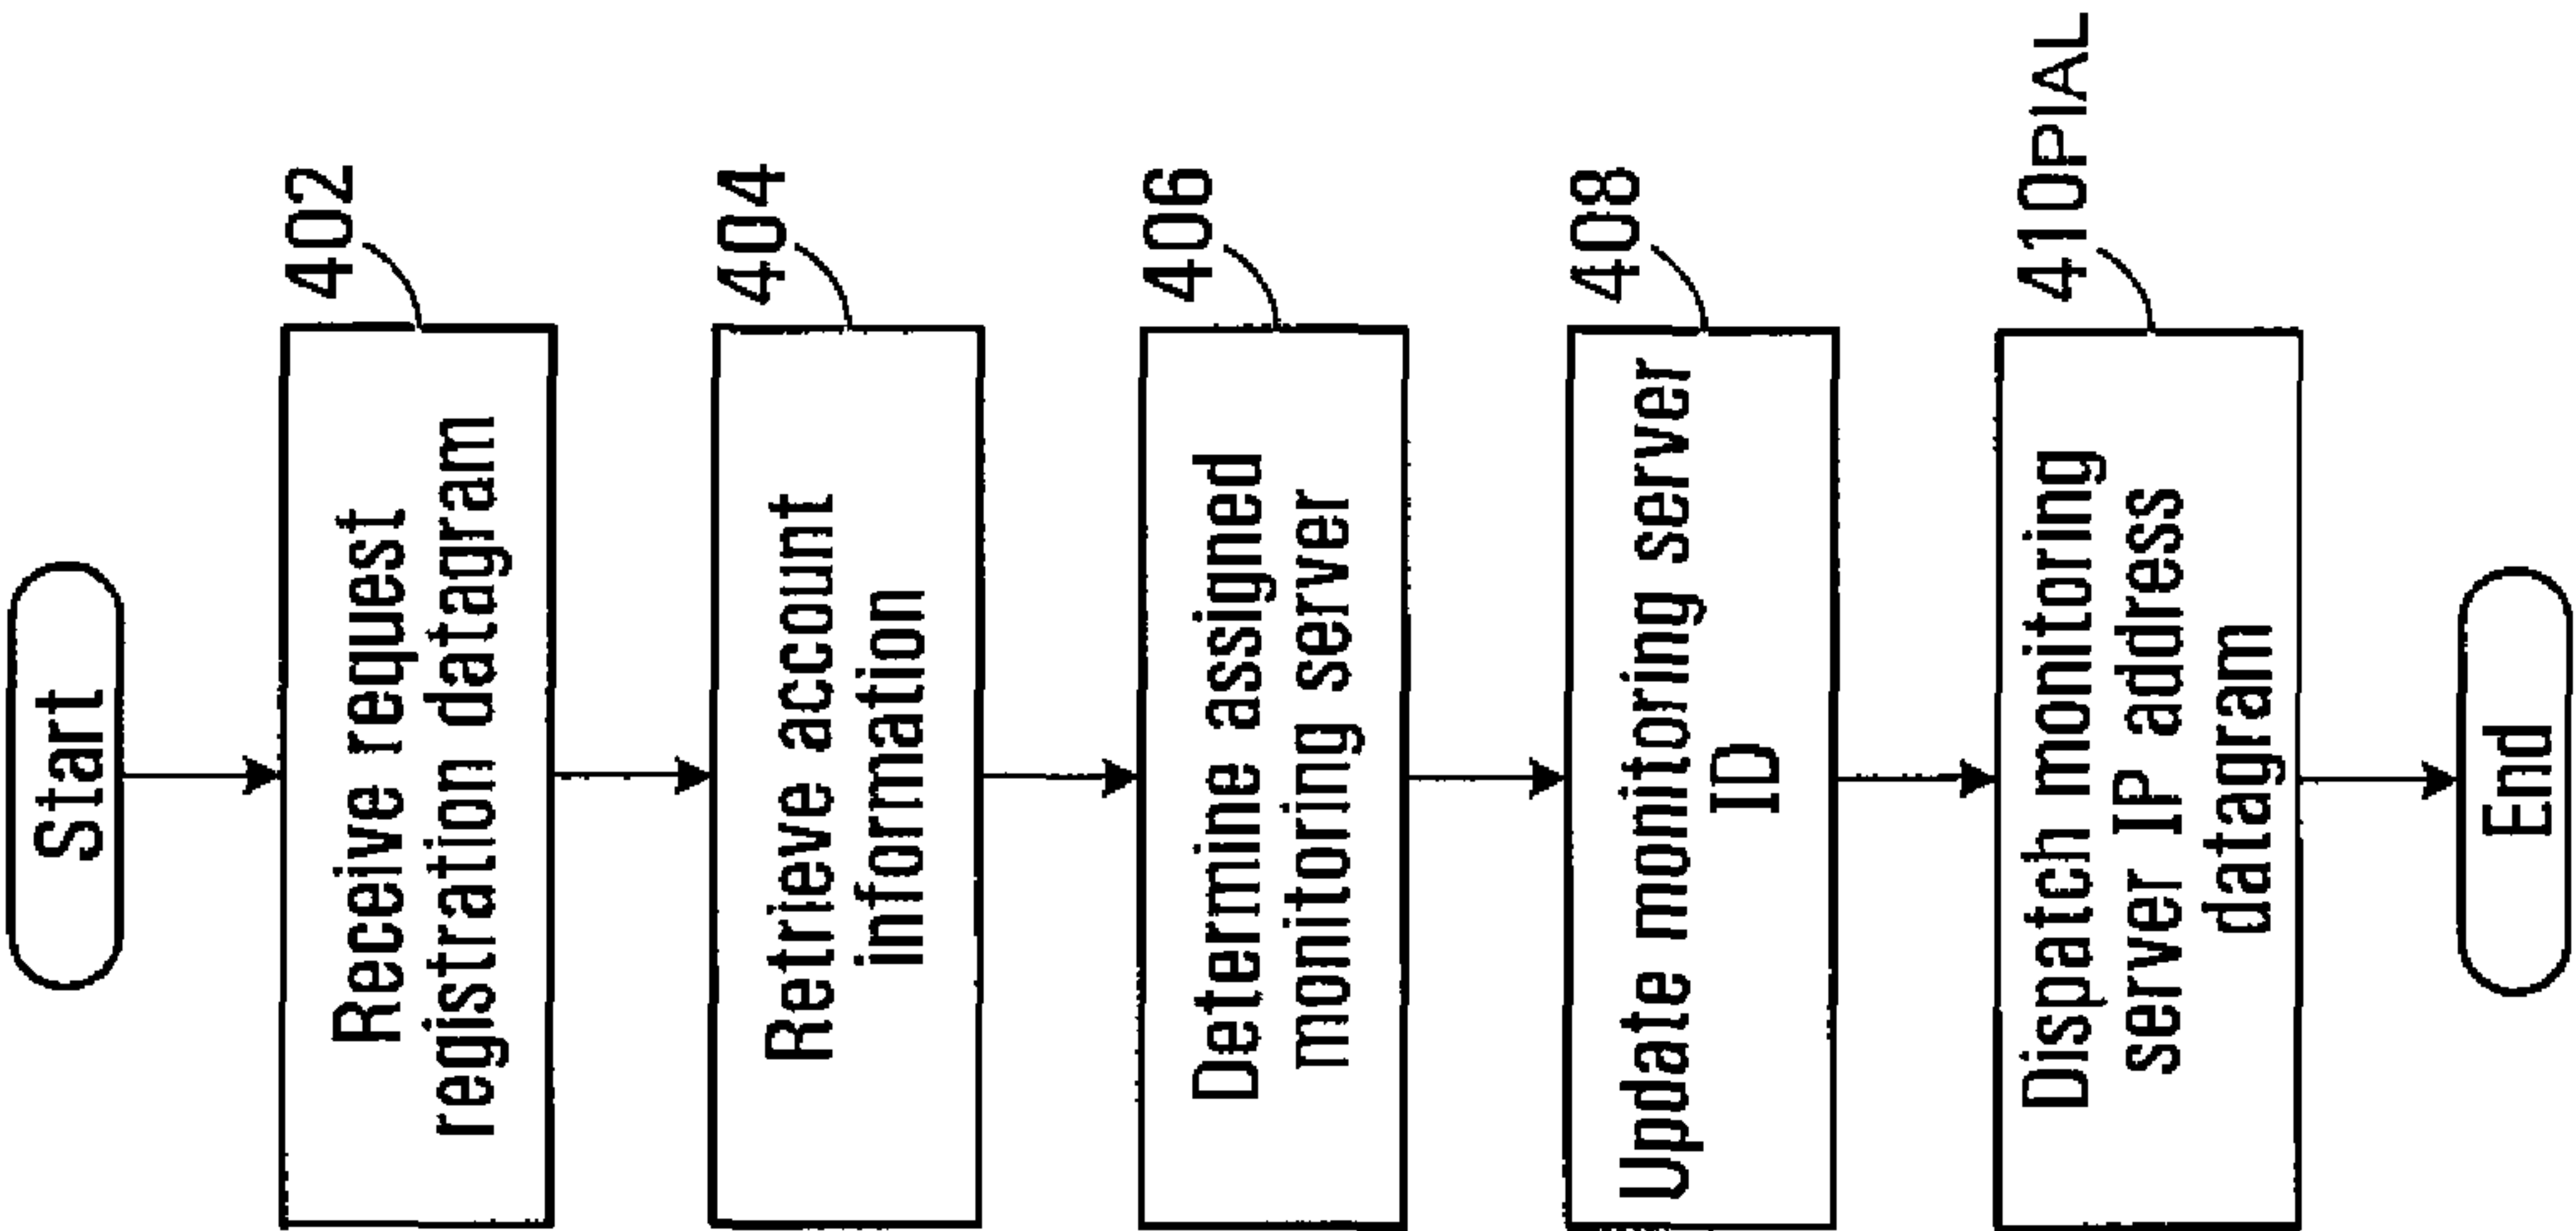 Start
402
Receive request
registration datagram
404
Retrieve account
information
406
Determine assigned
monitoring server
408
Update monitoring server
ID
410PIAL
Dispatch monitoring
server IP address
datagram
End